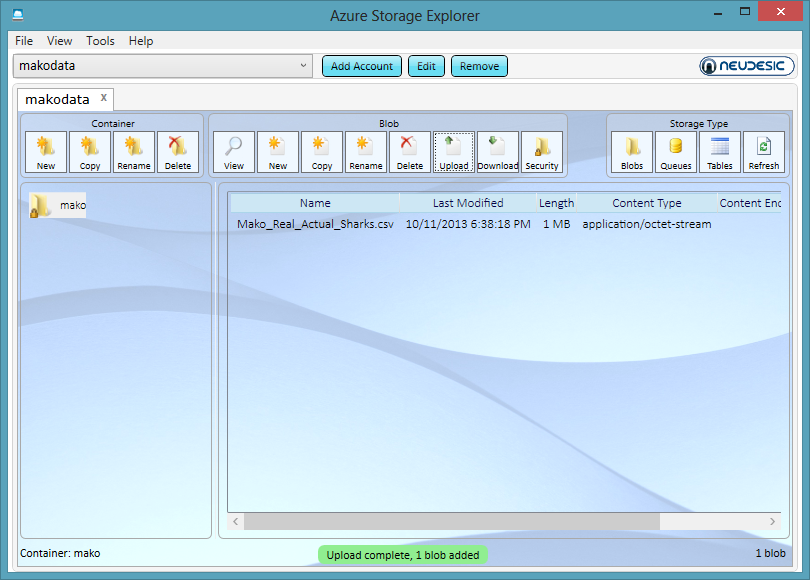 Azure Storage Explorer
File View Tools Help
makodata Add Account Edit Remove NEUDESIC
makodata x
Container Blob Storage Type
New Copy Rename Delete View New Copy Rename Delete Upload Download Security Blobs Queues Tables Refresh
mako
Name Last Modified Length Content Type Content Enc
Mako_Real_Actual_Sharks.csv 10/11/2013 6:38:18 PM 1 MB application/octet-stream
Container: mako Upload complete, 1 blob added 1 blob